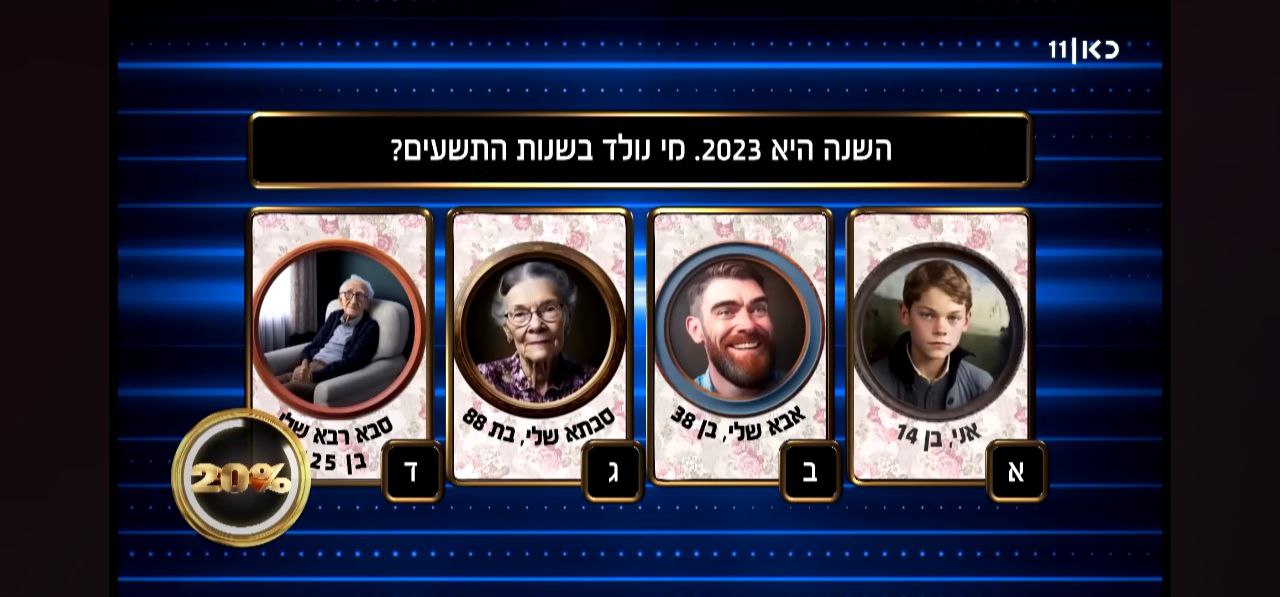 כאן|11
השנה היא 2023. מי נולד בשנות התשעים?
אני, בן 14
א
אבא שלי, בן 38
ב
סבתא שלי, בת 88
ג
סבא רבא שלי
בן 25
ד
20%